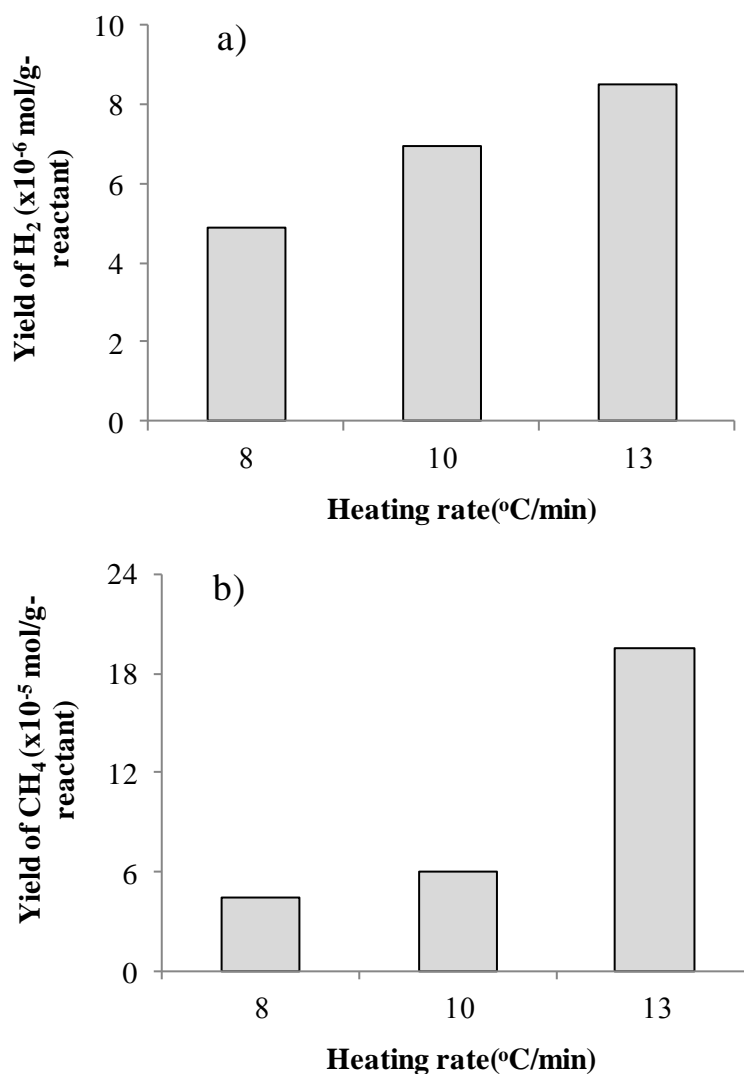 a)
10
8
6
4
2
0
Yield of H₂ (x10⁻⁶ mol/g-
reactant)
8 10 13
Heating rate(ᵒC/min)
b)
24
18
12
6
0
Yield of CH₄ (x10⁻⁵ mol/g-
reactant)
8 10 13
Heating rate(ᵒC/min)